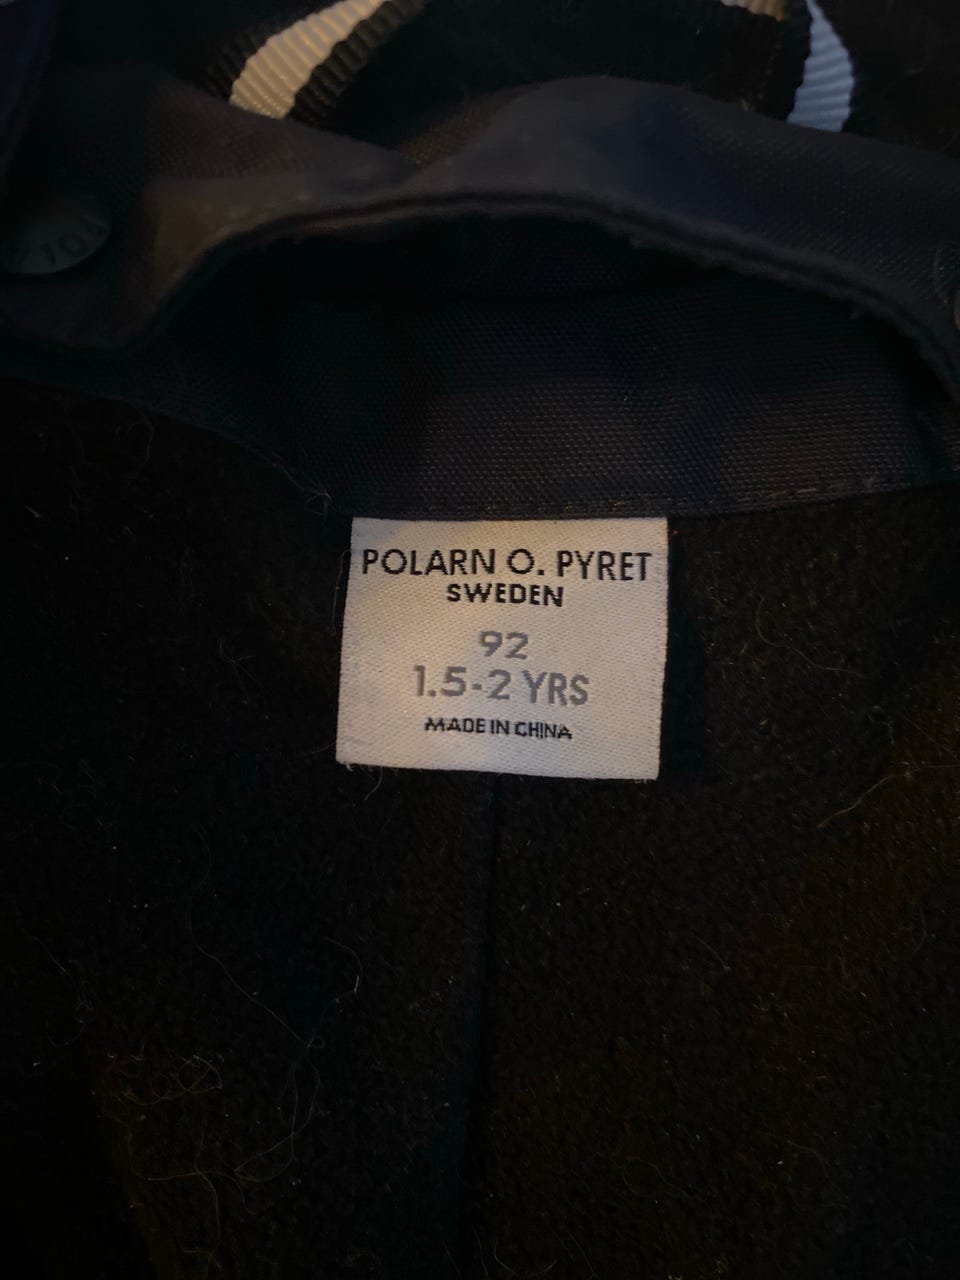 POLARN O. PYRET
SWEDEN
92
1.5-2 YRS
MADE IN CHINA